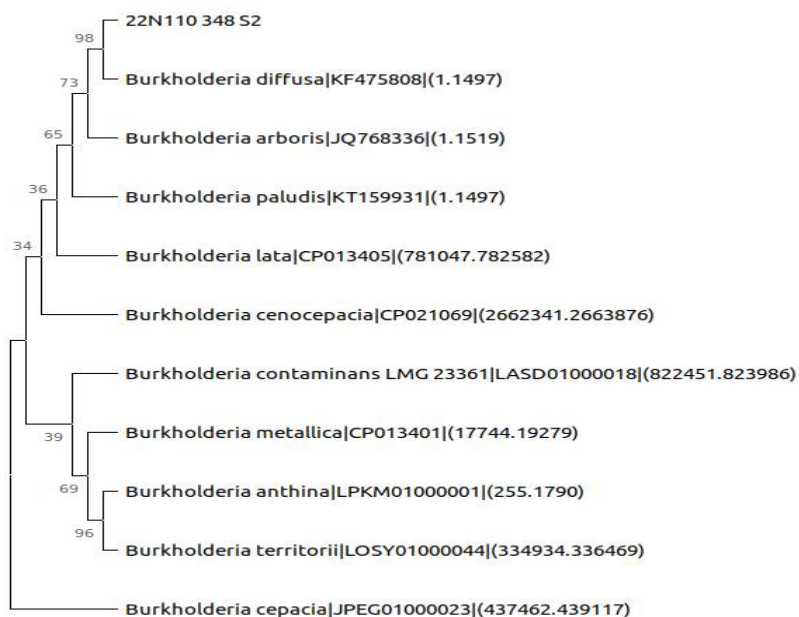 22N110 348 S2
98
Burkholderia diffusa|KF475808|(1.1497)
73
Burkholderia arboris|JQ768336|(1.1519)
65
Burkholderia paludis|KT159931|(1.1497)
36
Burkholderia lata|CP013405|(781047.782582)
34
Burkholderia cenocepacia|CP021069|(2662341.2663876)
Burkholderia contaminans LMG 23361|LASD01000018|(822451.823986)
39
Burkholderia metallica|CP013401|(17744.19279)
69
Burkholderia anthina|LPKM01000001|(255.1790)
96
Burkholderia territorii|LOSY01000044|(334934.336469)
Burkholderia cepacia|JPEG01000023|(437462.439117)